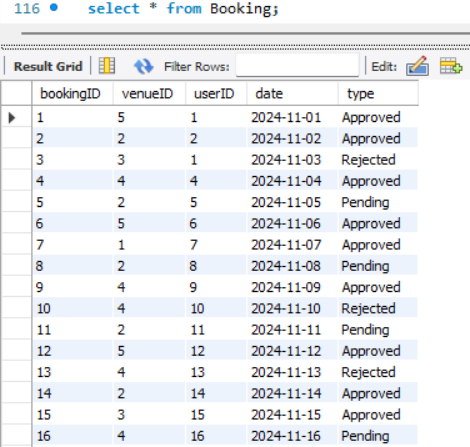 116 select * from Booking;
Result Grid Filter Rows: Edit:
bookingID venueID userID date type
1 5 1 2024-11-01 Approved
2 2 2 2024-11-02 Approved
3 3 1 2024-11-03 Rejected
4 4 4 2024-11-04 Approved
5 2 5 2024-11-05 Pending
6 5 6 2024-11-06 Approved
7 1 7 2024-11-07 Approved
8 2 8 2024-11-08 Pending
9 4 9 2024-11-09 Approved
10 4 10 2024-11-10 Rejected
11 2 11 2024-11-11 Pending
12 5 12 2024-11-12 Approved
13 4 13 2024-11-13 Rejected
14 2 14 2024-11-14 Approved
15 3 15 2024-11-15 Approved
16 4 16 2024-11-16 Pending